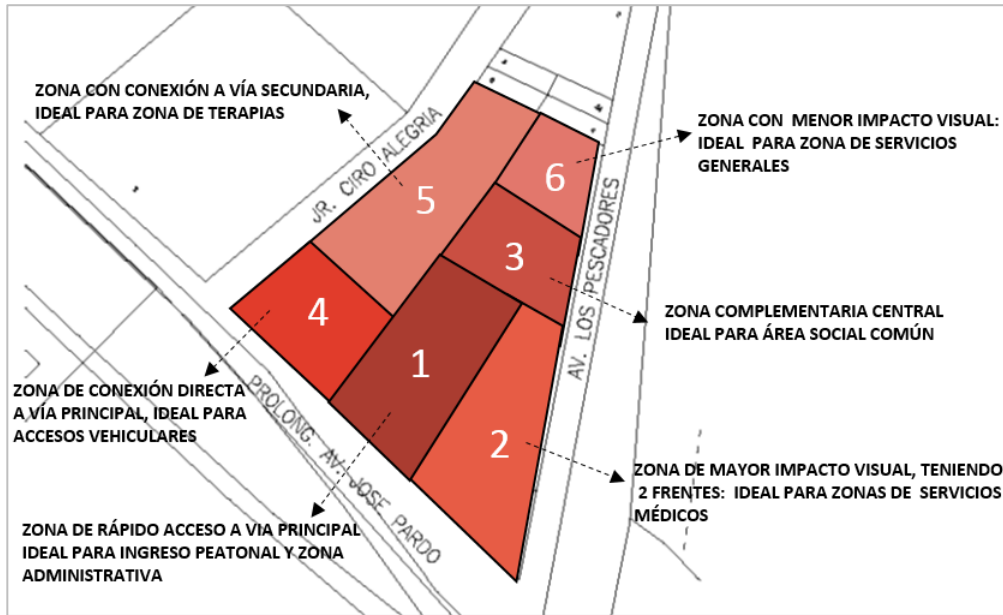 ZONA CON CONEXIÓN A VÍA SECUNDARIA,
IDEAL PARA ZONA DE TERAPIAS
ZONA CON MENOR IMPACTO VISUAL:
IDEAL PARA ZONA DE SERVICIOS
GENERALES
JR. CIRO ALEGRIA
5
6
AV. LOS PESCADORES
3
ZONA COMPLEMENTARIA CENTRAL
IDEAL PARA ÁREA SOCIAL COMÚN
4
1
ZONA DE CONEXIÓN DIRECTA
A VÍA PRINCIPAL, IDEAL PARA
ACCESOS VEHICULARES
PROLONG. AV. JOSE PARDO
2
ZONA DE MAYOR IMPACTO VISUAL, TENIENDO
2 FRENTES: IDEAL PARA ZONAS DE SERVICIOS
MÉDICOS
ZONA DE RÁPIDO ACCESO A VIA PRINCIPAL
IDEAL PARA INGRESO PEATONAL Y ZONA
ADMINISTRATIVA